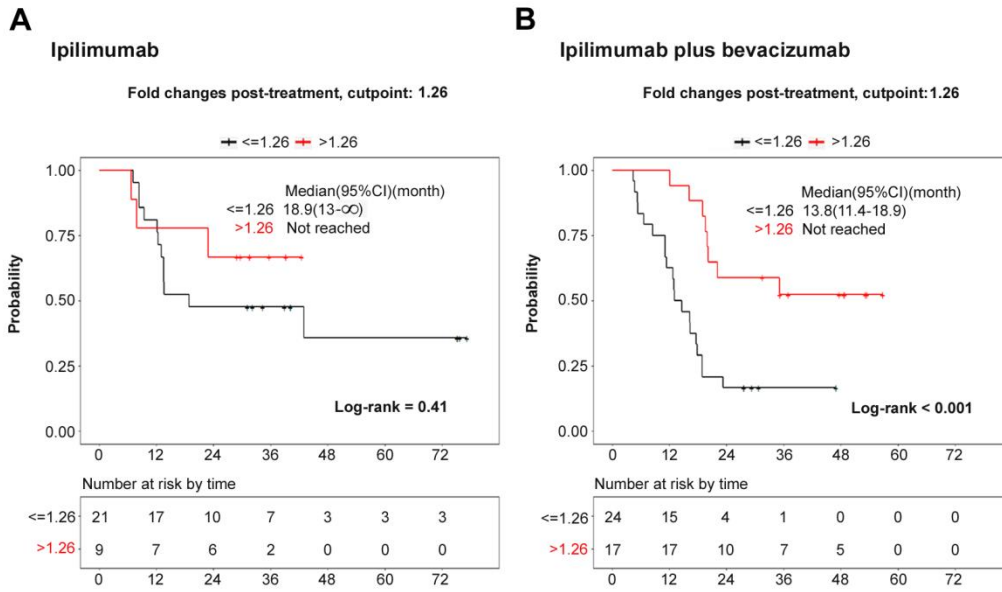 A
Ipilimumab
Fold changes post-treatment, cutpoint: 1.26
<=1.26 >1.26
Probability
1.00
0.75
0.50
0.25
0.00
Median(95%CI)(month)
<=1.26 18.9(13-∞)
>1.26 Not reached
Log-rank = 0.41
0 12 24 36 48 60 72
Number at risk by time
<=1.26 21 17 10 7 3 3 3
>1.26 9 7 6 2 0 0 0
0 12 24 36 48 60 72
B
Ipilimumab plus bevacizumab
Fold changes post-treatment, cutpoint:1.26
<=1.26 >1.26
Probability
1.00
0.75
0.50
0.25
0.00
Median(95%CI)(month)
<=1.26 13.8(11.4-18.9)
>1.26 Not reached
Log-rank < 0.001
0 12 24 36 48 60 72
Number at risk by time
<=1.26 24 15 4 1 0 0 0
>1.26 17 17 10 7 5 0 0
0 12 24 36 48 60 72